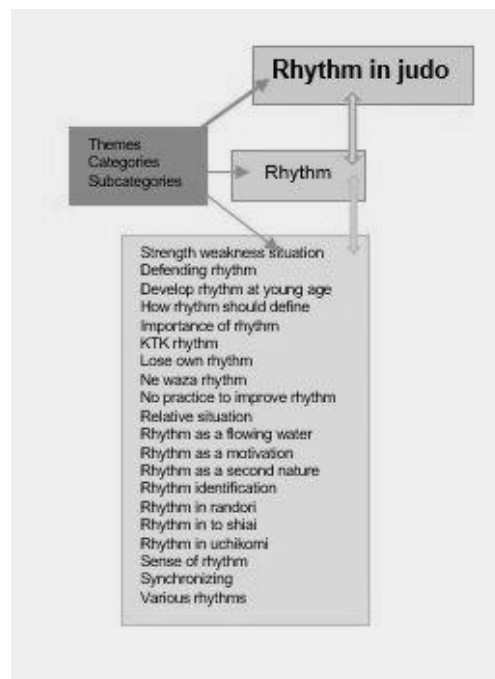 Rhythm in judo
Themes
Categories
Subcategories
Rhythm
Strength weakness situation
Defending rhythm
Develop rhythm at young age
How rhythm should define
Importance of rhythm
KTK rhythm
Lose own rhythm
Ne waza rhythm
No practice to improve rhythm
Relative situation
Rhythm as a flowing water
Rhythm as a motivation
Rhythm as a second nature
Rhythm identification
Rhythm in randori
Rhythm in to shiai
Rhythm in uchikomi
Sense of rhythm
Synchronizing
Various rhythms